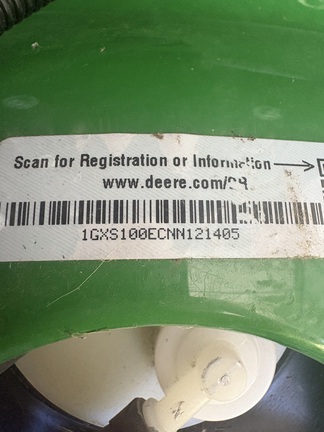 Scan for Registration or Information
www.deere.com/
1GXS100ECNN121405